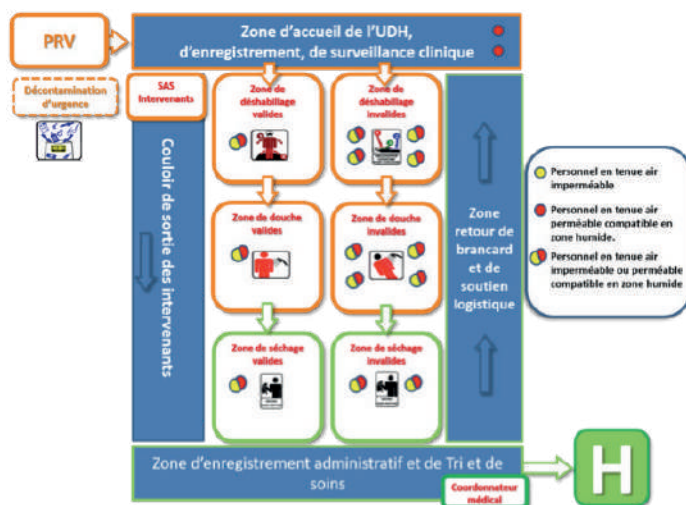 PRV
Zone d'accueil de l'UDH,
d'enregistrement, de surveillance clinique
Décontamination
d'urgence
SAS
Intervenants
Couloir de sortie des intervenants
Zone de
déshabillage
valides
Zone de
déshabillage
invalides
Zone de douche
valides
Zone de douche
invalides
Zone de séchage
valides
Zone de séchage
invalides
Zone
retour de
brancard
et de
soutien
logistique
Personnel en tenue air
imperméable
Personnel en tenue air
perméable compatible en
zone humide.
Personnel en tenue air
imperméable ou perméable
compatible en zone humide
Zone d'enregistrement administratif et de Tri et de
soins
Coordonnateur
médical
H